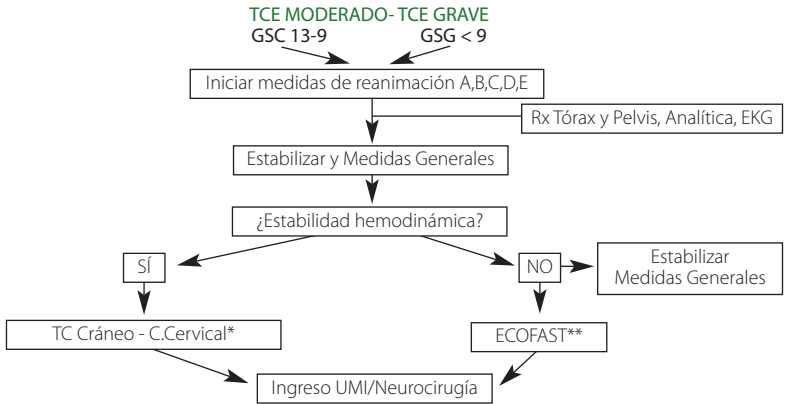 TCE MODERADO- TCE GRAVE
GSC 13-9
GSG < 9
Iniciar medidas de reanimación A,B,C,D,E
Rx Tórax y Pelvis, Analítica, EKG
Estabilizar y Medidas Generales
¿Estabilidad hemodinámica?
SÍ
NO
Estabilizar
Medidas Generales
TC Cráneo - C.Cervical*
ECOFAST**
Ingreso UMI/Neurocirugía